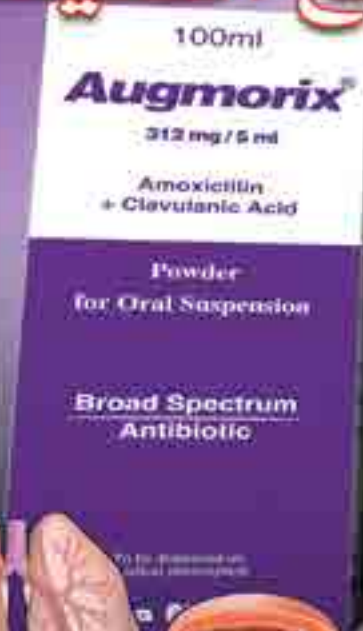 100ml
Augmorix®
312 mg / 5 ml
Amoxicillin
+ Clavulanic Acid
Powder
for Oral Suspension
Broad Spectrum
Antibiotic